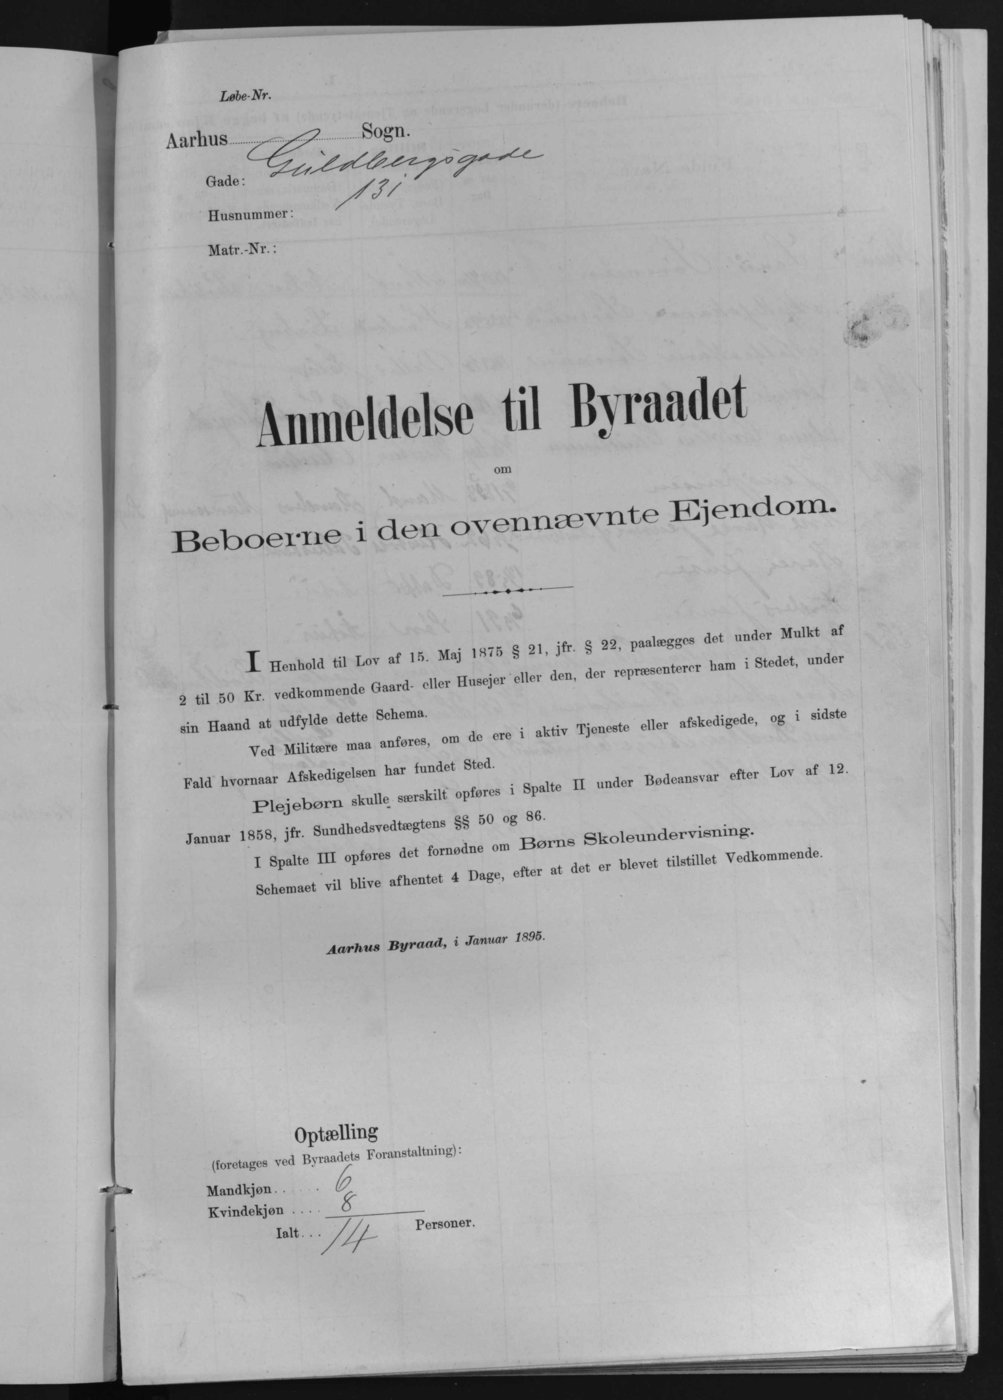 Løbe-Nr.
Aarhus Sogn.
Gade: Guldbergsgade
Husnummer: 13
Matr.-Nr.:
Anmeldelse til Byraadet
om
Beboerne i den ovennævnte Ejendom.
I Henhold til Lov af 15. Maj 1875 § 21, jfr. § 22, paalægges det under Mulkt af
2 til 50 Kr. vedkommende Gaard- eller Husejer eller den, der repræsenterer ham i Stedet, under
sin Haand at udfylde dette Schema.
Ved Militære maa anføres, om de ere i aktiv Tjeneste eller afskedigede, og i sidste
Fald hvornaar Afskedigelsen har fundet Sted.
Plejebørn skulle særskilt opføres i Spalte II under Bødeansvar efter Lov af 12.
Januar 1858, jfr. Sundhedsvedtægtens §§ 50 og 86.
I Spalte III opføres det fornødne om Børns Skoleundervisning.
Schemaet vil blive afhentet 4 Dage, efter at det er blevet tilstillet Vedkommende.
Aarhus Byraad, i Januar 1895.
Optælling
(foretages ved Byraadets Foranstaltning):
Mandkjøn..... 6
Kvindekjøn .... 8
Ialt... 14 Personer.